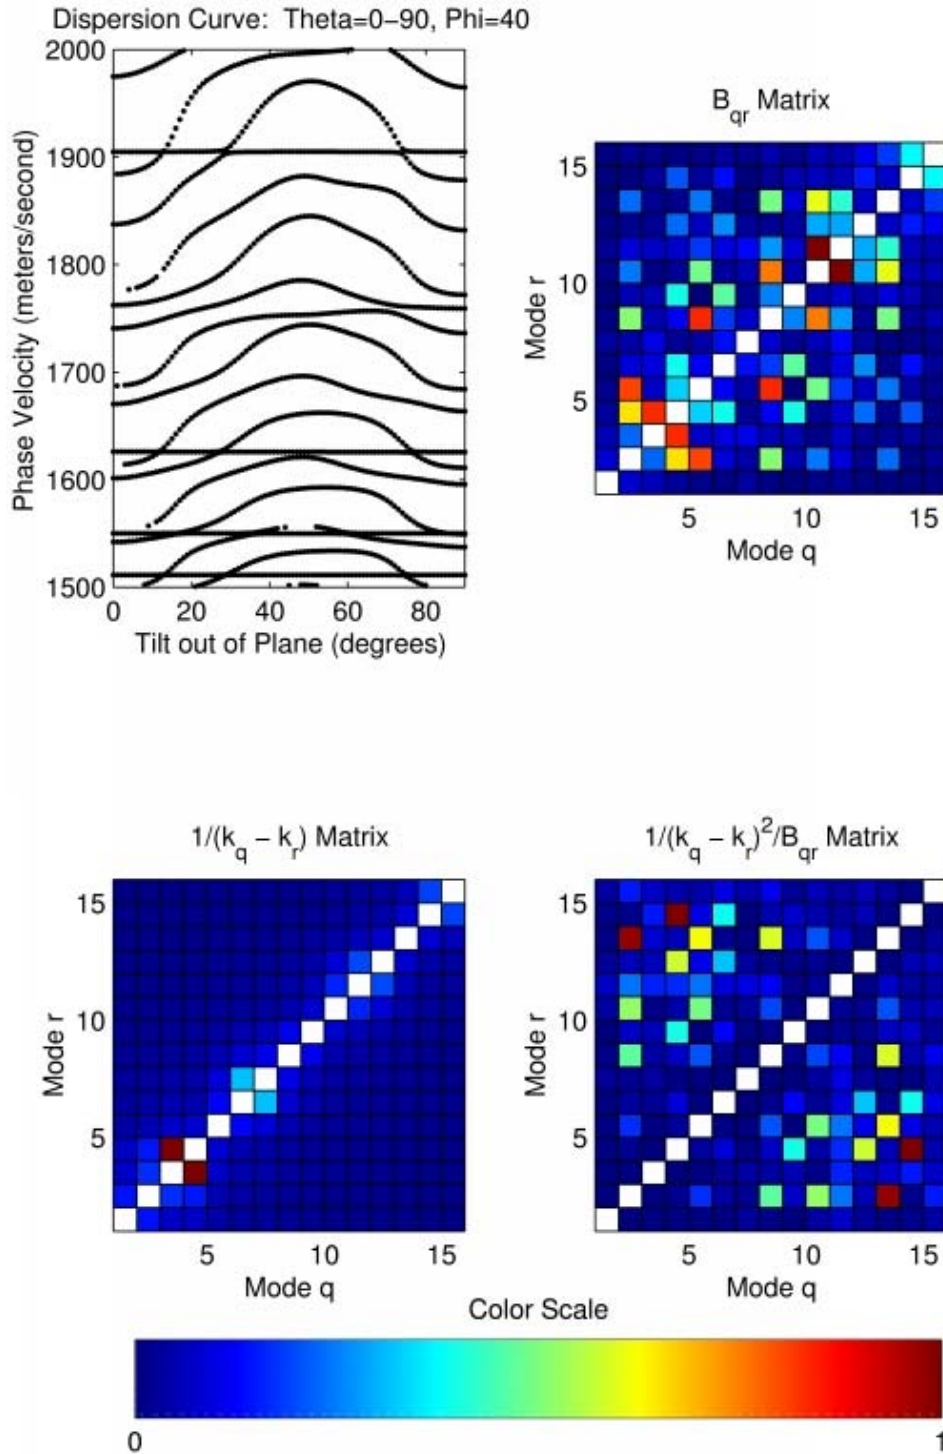 Dispersion Curve: Theta=0-90, Phi=40
2000
1900
1800
1700
1600
1500
Phase Velocity (meters/second)
0 20 40 60 80
Tilt out of Plane (degrees)
B_qr Matrix
15
10
5
Mode r
5 10 15
Mode q
1/(k_q − k_r) Matrix
15
10
5
Mode r
5 10 15
Mode q
1/(k_q − k_r)^2/B_qr Matrix
15
10
5
Mode r
5 10 15
Mode q
Color Scale
0 1